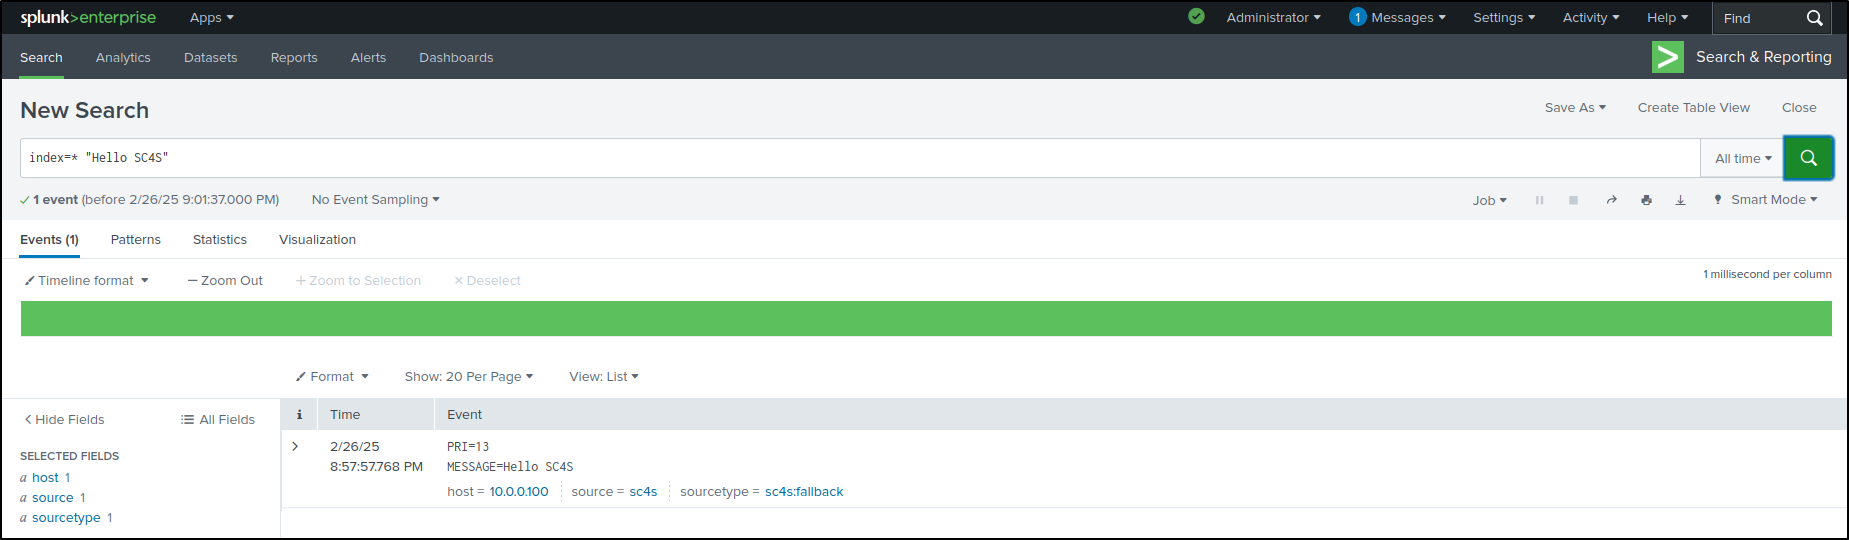 splunk>enterprise Apps Administrator 1 Messages Settings Activity Help Find
Search Analytics Datasets Reports Alerts Dashboards > Search & Reporting
New Search Save As Create Table View Close
index=* "Hello SC4S" All time
1 event (before 2/26/25 9:01:37.000 PM) No Event Sampling Job Smart Mode
Events (1) Patterns Statistics Visualization
Timeline format — Zoom Out + Zoom to Selection × Deselect 1 millisecond per column
Format Show: 20 Per Page View: List
< Hide Fields All Fields i Time Event
SELECTED FIELDS
a host 1
a source 1
a sourcetype 1
> 2/26/25 PRI=13
8:57:57.768 PM MESSAGE=Hello SC4S
host = 10.0.0.100 source = sc4s sourcetype = sc4s:fallback